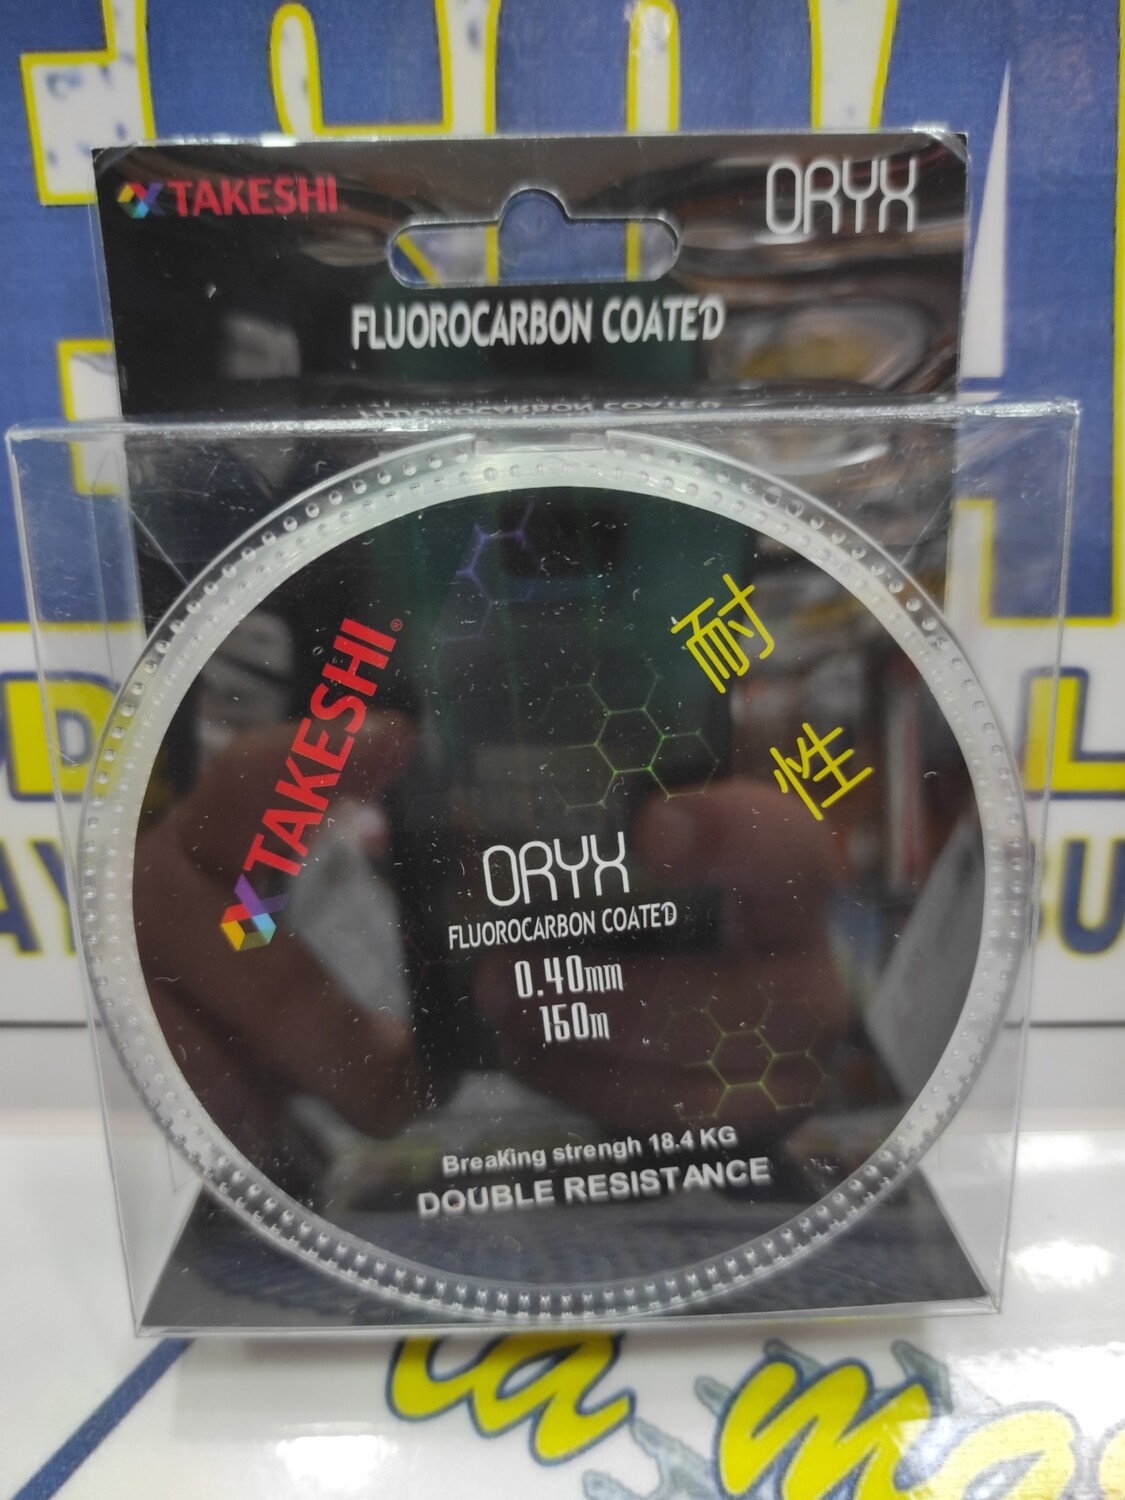 TAKESHI
ORYX
FLUOROCARBON COATED
TAKESHI®
耐
性
ORYX
FLUOROCARBON COATED
0.40mm
150m
Breaking strengh 18.4 KG
DOUBLE RESISTANCE
la